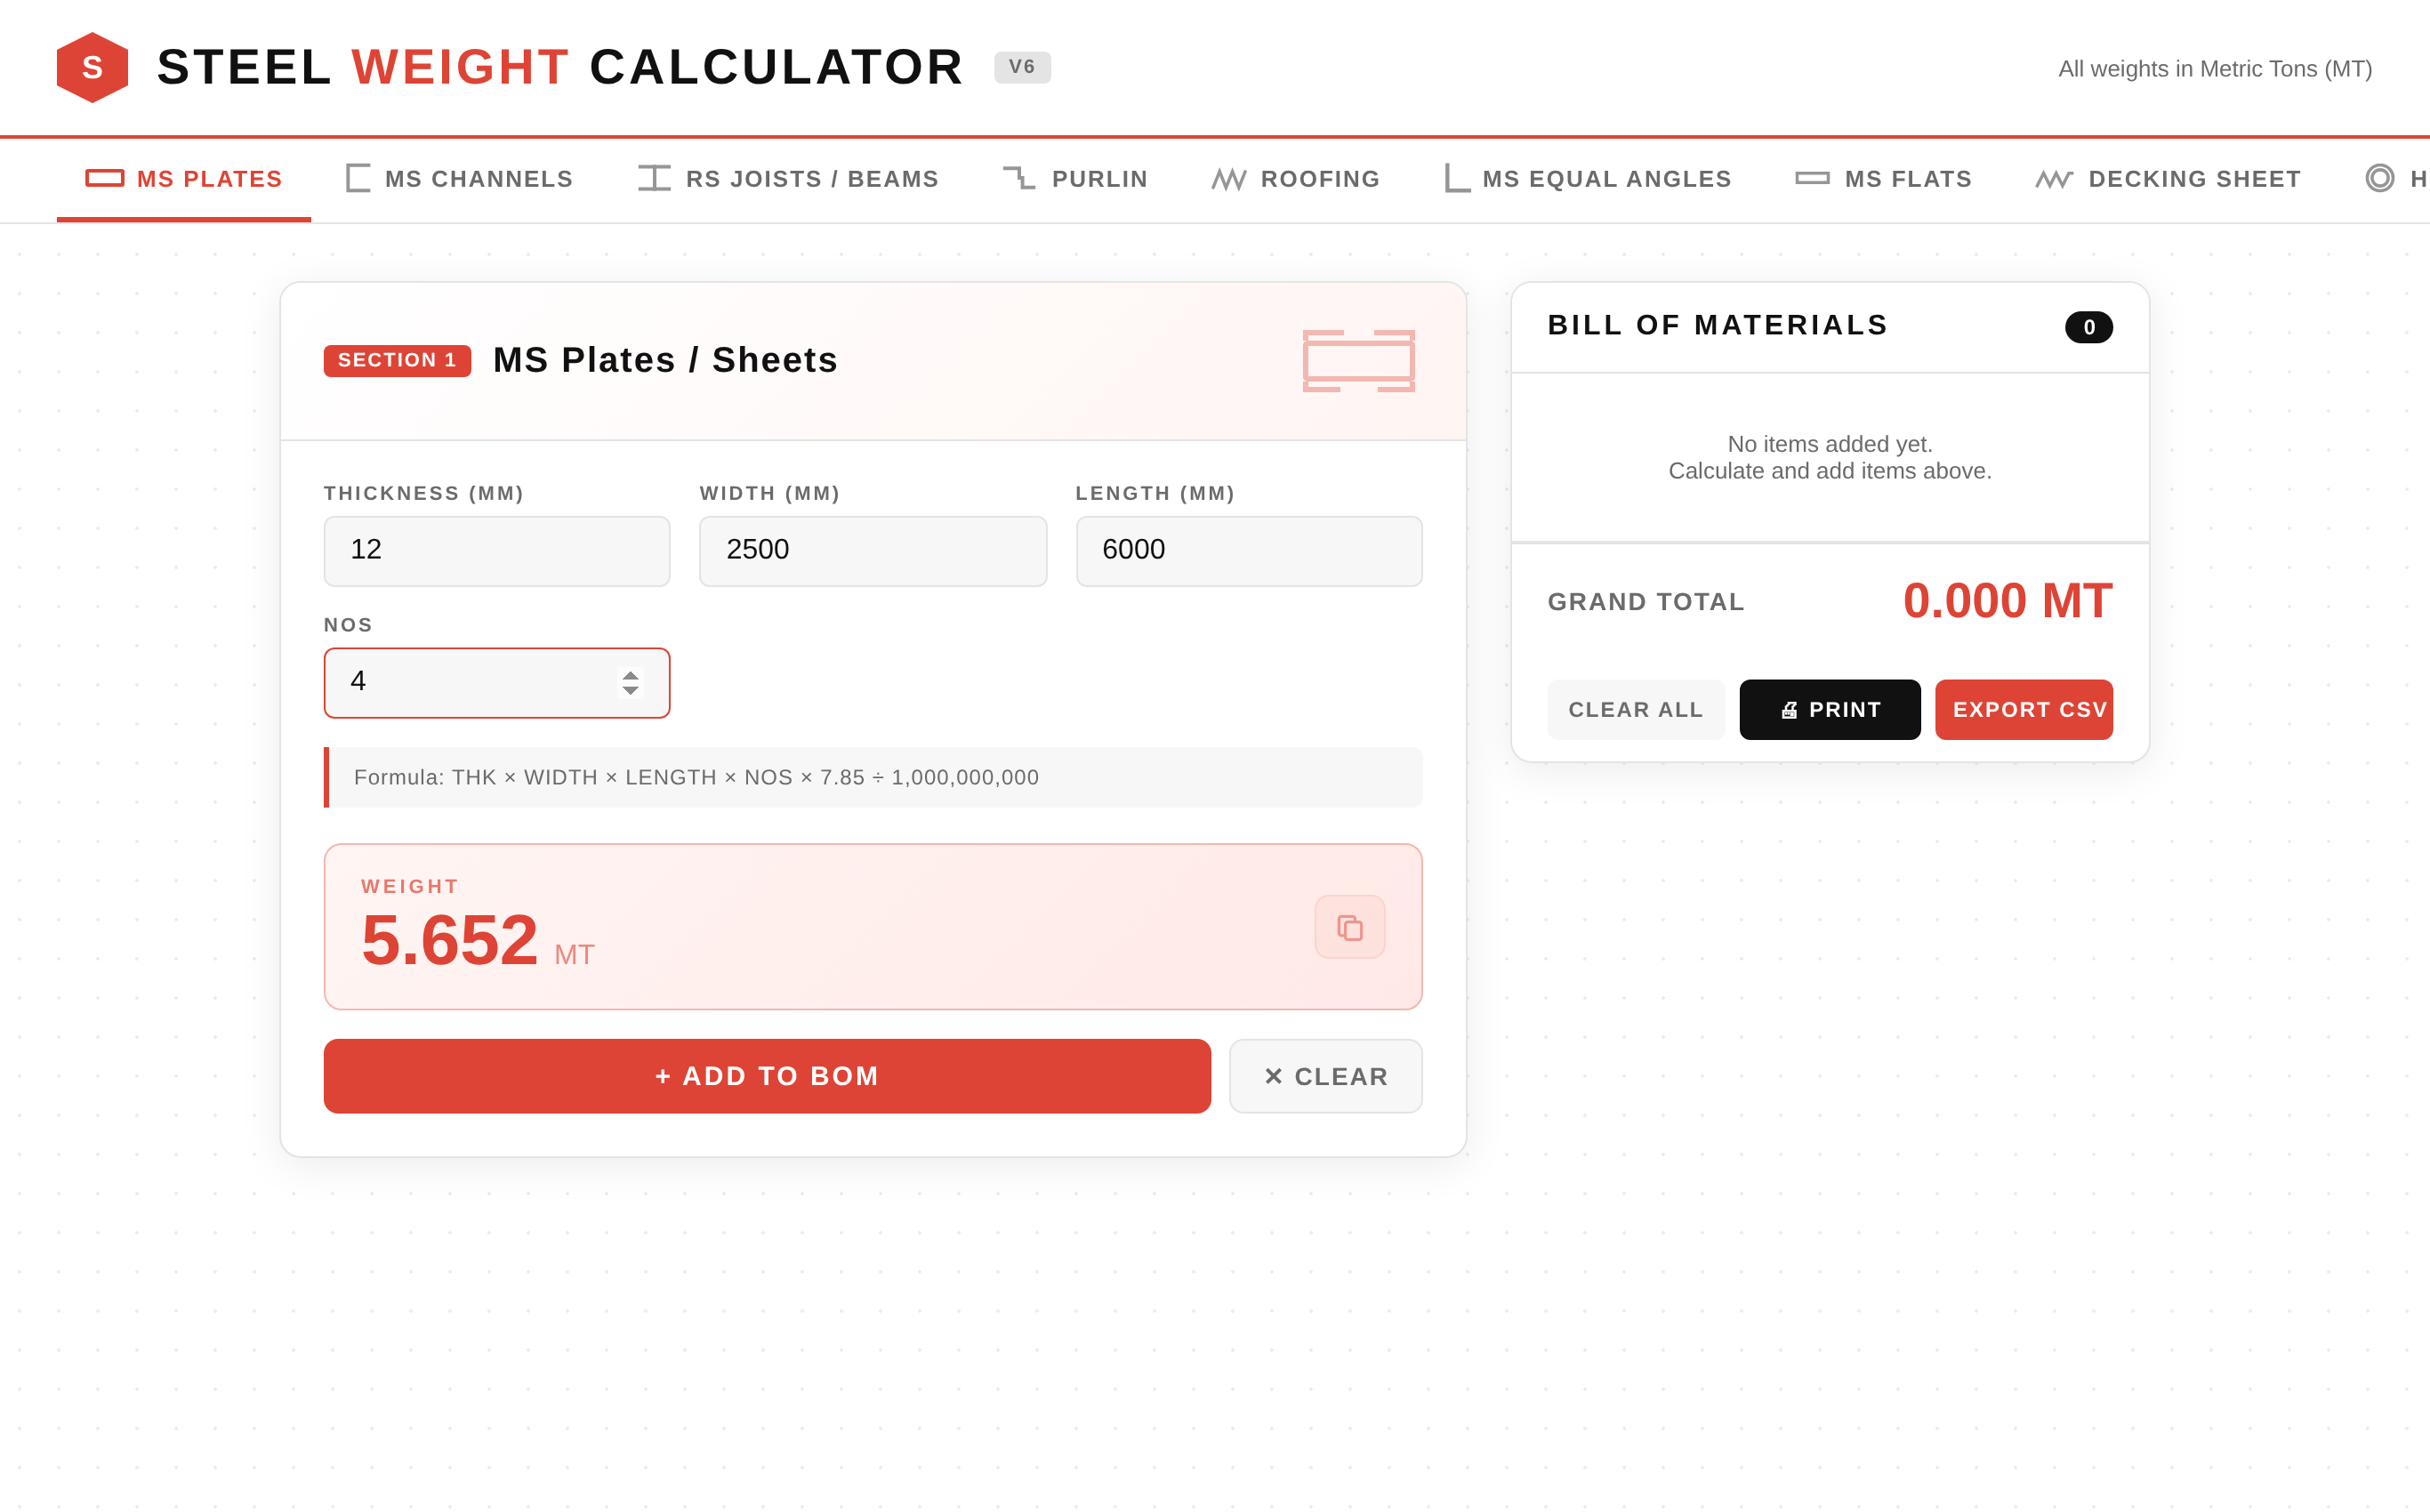 S
STEEL WEIGHT CALCULATOR V6
All weights in Metric Tons (MT)
MS PLATES MS CHANNELS RS JOISTS / BEAMS PURLIN ROOFING MS EQUAL ANGLES MS FLATS DECKING SHEET H
SECTION 1 MS Plates / Sheets
THICKNESS (MM) WIDTH (MM) LENGTH (MM)
12 2500 6000
NOS
4
Formula: THK × WIDTH × LENGTH × NOS × 7.85 ÷ 1,000,000,000
WEIGHT
5.652 MT
+ ADD TO BOM ✕ CLEAR
BILL OF MATERIALS 0
No items added yet.
Calculate and add items above.
GRAND TOTAL 0.000 MT
CLEAR ALL 🖨 PRINT EXPORT CSV